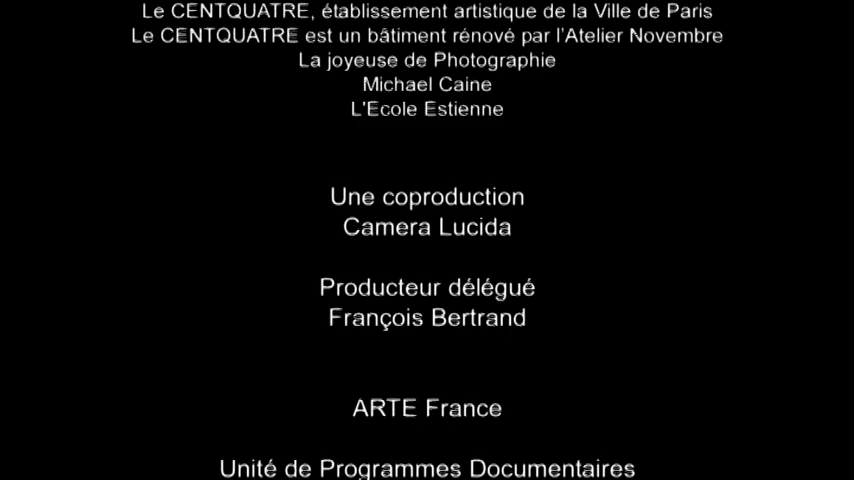 Le CENTQUATRE, établissement artistique de la Ville de Paris
Le CENTQUATRE est un bâtiment rénové par l'Atelier Novembre
La joyeuse de Photographie
Michael Caine
L'Ecole Estienne
Une coproduction
Camera Lucida
Producteur délégué
François Bertrand
ARTE France
Unité de Programmes Documentaires